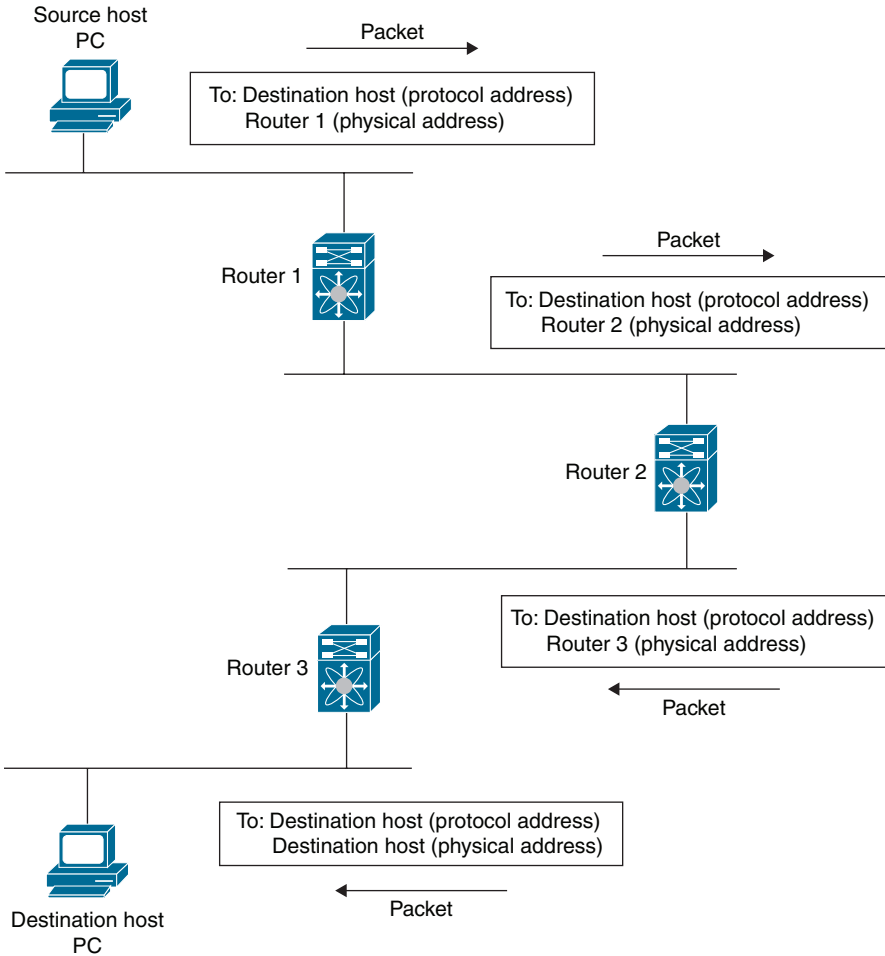 Source host
PC
Packet
To: Destination host (protocol address)
Router 1 (physical address)
Router 1
Packet
To: Destination host (protocol address)
Router 2 (physical address)
Router 2
To: Destination host (protocol address)
Router 3 (physical address)
Router 3
Packet
To: Destination host (protocol address)
Destination host (physical address)
Packet
Destination host
PC